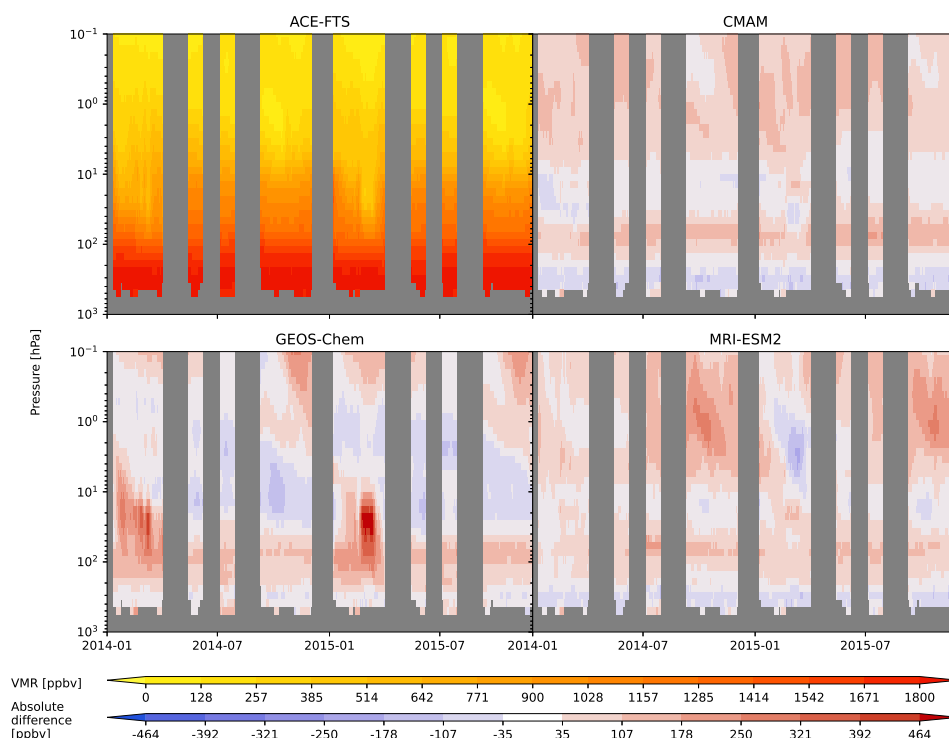 ACE-FTS CMAM
10⁻¹
10⁰
10¹
10²
10³
GEOS-Chem MRI-ESM2
Pressure [hPa]
10⁻¹
10⁰
10¹
10²
10³
2014-01 2014-07 2015-01 2015-07 2014-07 2015-01 2015-07
VMR [ppbv]
0 128 257 385 514 642 771 900 1028 1157 1285 1414 1542 1671 1800
Absolute
difference
[ppbv]
-464 -392 -321 -250 -178 -107 -35 35 107 178 250 321 392 464